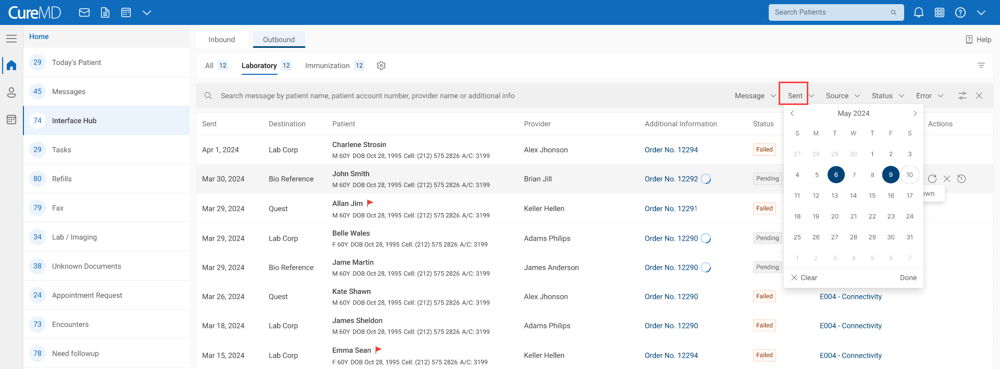 CureMD
Search Patients
Home
Inbound
Outbound
Help
29 Today's Patient
45 Messages
74 Interface Hub
29 Tasks
80 Refills
79 Fax
34 Lab / Imaging
38 Unknown Documents
24 Appointment Request
73 Encounters
78 Need followup
All 12 Laboratory 12 Immunization 12
Search message by patient name, patient account number, provider name or additional info
Message Sent Source Status Error
Sent Destination Patient Provider Additional Information Status Actions
Apr 1, 2024 Lab Corp Charlene Strosin Alex Jhonson Order No. 12294 Failed
M 60Y DOB Oct 28, 1995 Cell: (212) 575 2826 A/C: 3199
Mar 30, 2024 Bio Reference John Smith Brian Jill Order No. 12292 Pending
M 60Y DOB Oct 28, 1995 Cell: (212) 575 2826 A/C: 3199
Mar 29, 2024 Quest Allan Jim Keller Hellen Order No. 12291 Failed
M 60Y DOB Oct 28, 1995 Cell: (212) 575 2826 A/C: 3199
Mar 29, 2024 Lab Corp Belle Wales Adams Philips Order No. 12290 Pending
F 60Y DOB Oct 28, 1995 Cell: (212) 575 2826 A/C: 3199
Mar 29, 2024 Bio Reference Jame Martin James Anderson Order No. 12290 Pending
M 60Y DOB Oct 28, 1995 Cell: (212) 575 2826 A/C: 3199
Mar 26, 2024 Quest Kate Shawn Alex Jhonson Order No. 12290 Failed E004 - Connectivity
M 60Y DOB Oct 28, 1995 Cell: (212) 575 2826 A/C: 3199
Mar 18, 2024 Lab Corp James Sheldon Adams Philips Order No. 12290 Failed E004 - Connectivity
M 60Y DOB Oct 28, 1995 Cell: (212) 575 2826 A/C: 3199
Mar 15, 2024 Lab Corp Emma Sean Keller Hellen Order No. 12294 Failed E004 - Connectivity
F 60Y DOB Oct 28, 1995 Cell: (212) 575 2826 A/C: 3199
May 2024
S M T W T F S
27 28 29 30 1 2 3
4 5 6 7 8 9 10
11 12 13 14 15 16 17
18 19 20 21 22 23 24
25 26 27 28 29 30 31
1 2 3 4 5 6 7
Clear Done